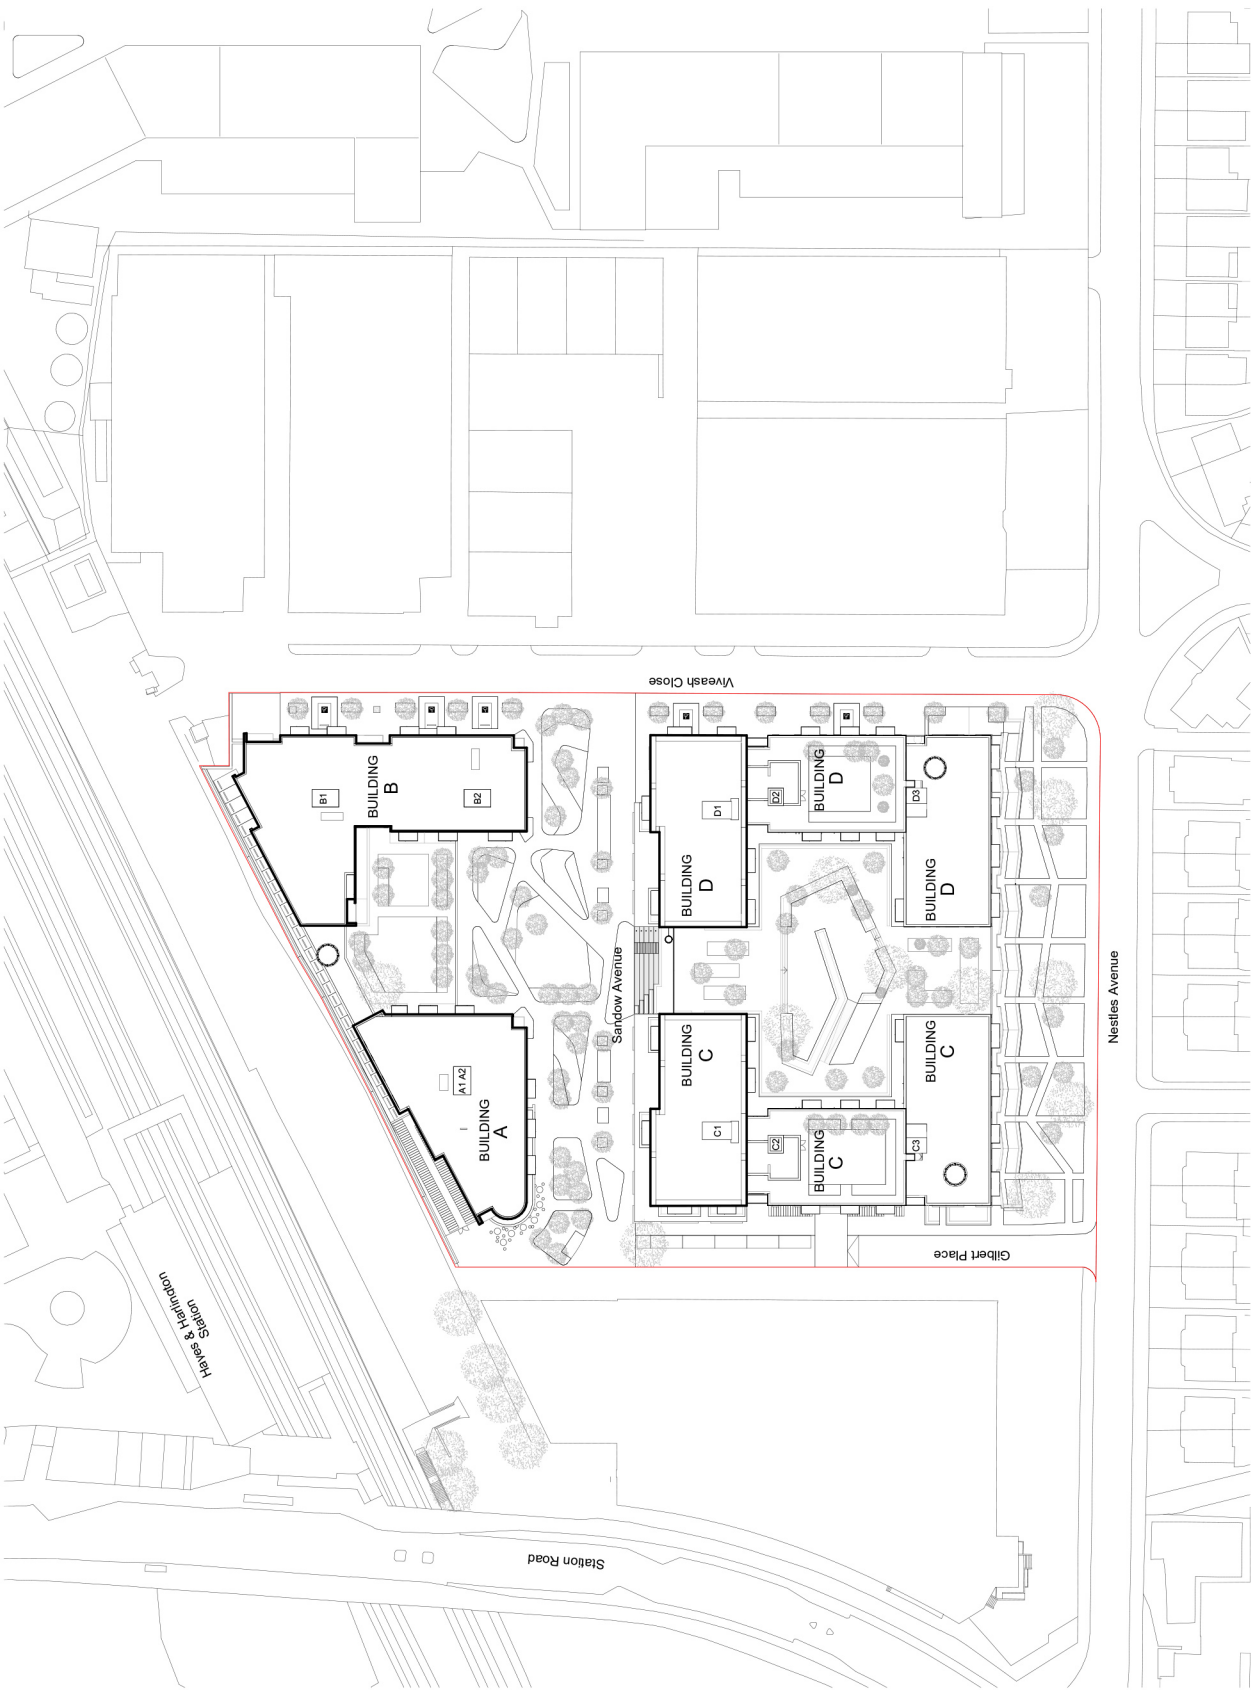 Viveash Close
B1
BUILDING
B
B2
D1
BUILDING
D
D2
BUILDING
D
D3
BUILDING
D
Sandow Avenue
Nestles Avenue
A1 A2
BUILDING
A
BUILDING
C
C1
C2
BUILDING
C
C3
BUILDING
C
Gilbert Place
Hayes & Harlington
Station
Station Road